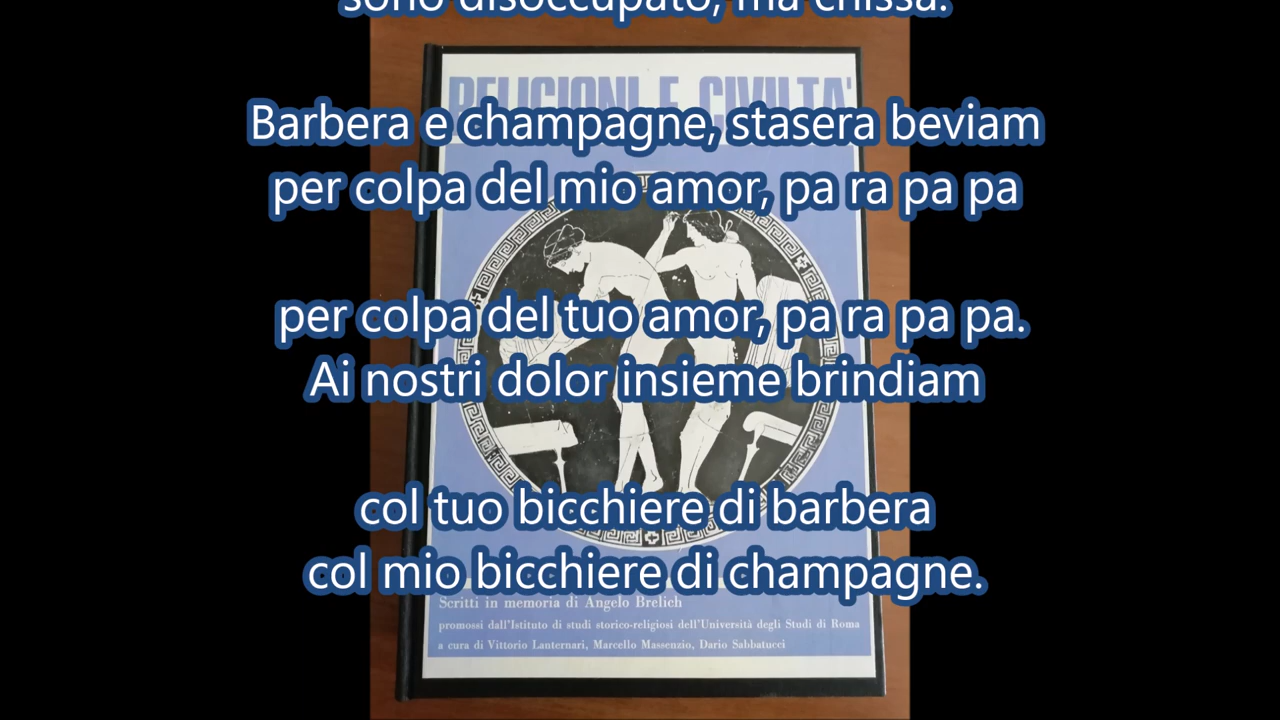 sono disoccupato, ma chissà.
RELIGIONI E CIVILTA'
Barbera e champagne, stasera beviam
per colpa del mio amor, pa ra pa pa
per colpa del tuo amor, pa ra pa pa.
Ai nostri dolor insieme brindiam
col tuo bicchiere di barbera
col mio bicchiere di champagne.
Scritti in memoria di Angelo Brelich
promossi dall'Istituto di studi storico-religiosi dell'Università degli Studi di Roma
a cura di Vittorio Lanternari, Marcello Massenzio, Dario Sabbatucci